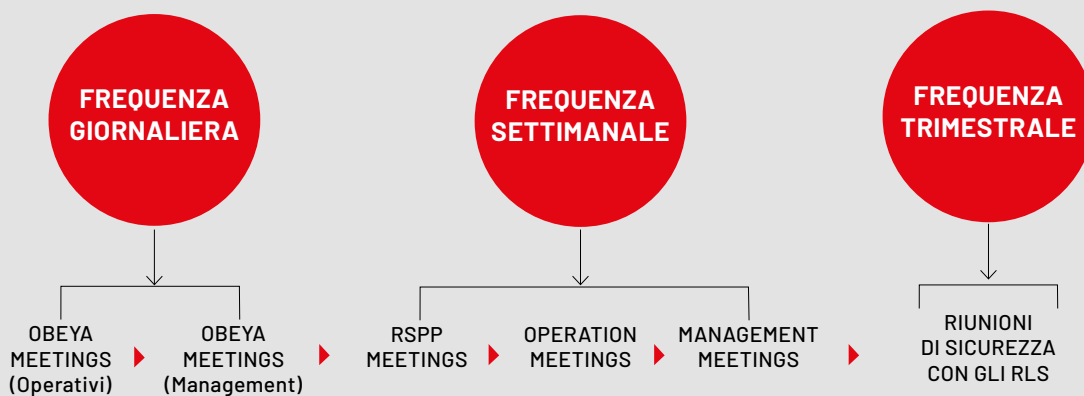 FREQUENZA
GIORNALIERA
FREQUENZA
SETTIMANALE
FREQUENZA
TRIMESTRALE
OBEYA
MEETINGS
(Operativi)
OBEYA
MEETINGS
(Management)
RSPP
MEETINGS
OPERATION
MEETINGS
MANAGEMENT
MEETINGS
RIUNIONI
DI SICUREZZA
CON GLI RLS